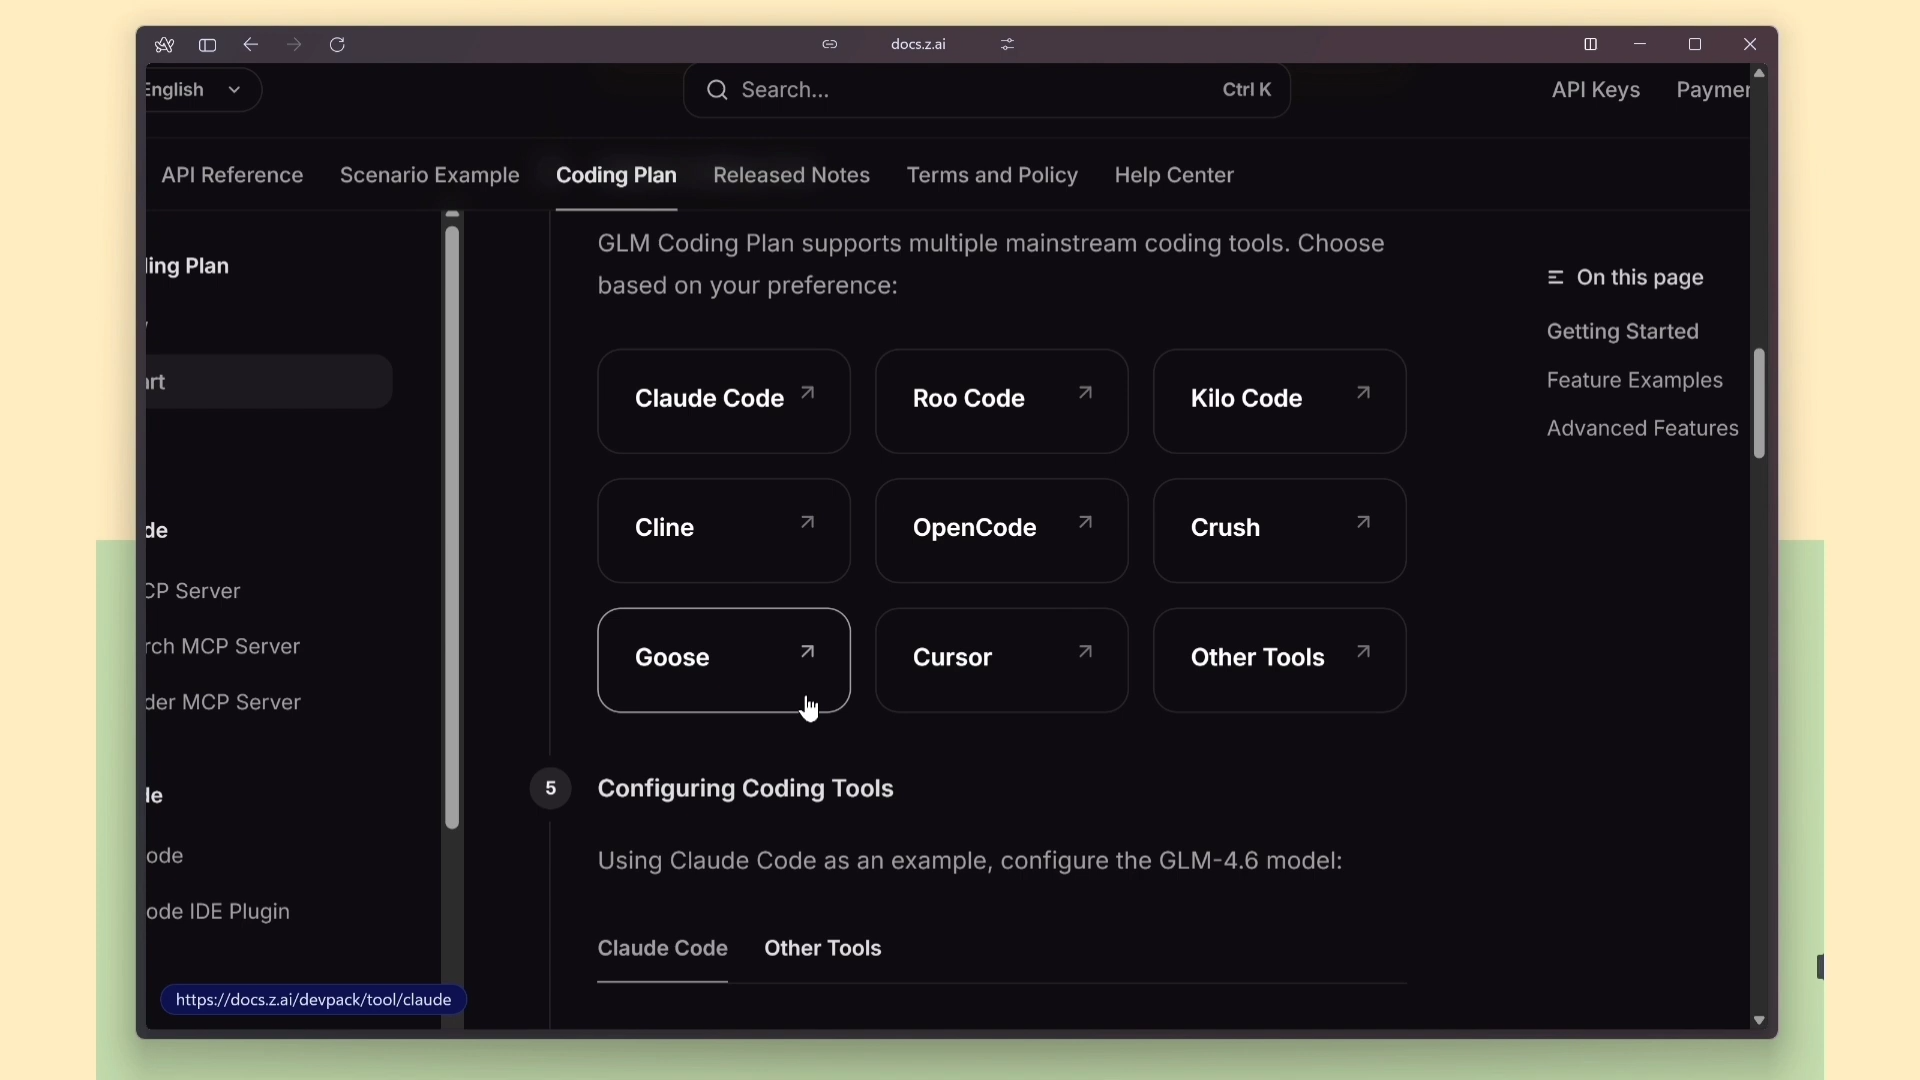 docs.z.ai
English
Search...
Ctrl K
API Keys
Paymen
API Reference
Scenario Example
Coding Plan
Released Notes
Terms and Policy
Help Center
ling Plan
art
de
CP Server
rch MCP Server
der MCP Server
le
ode
ode IDE Plugin
GLM Coding Plan supports multiple mainstream coding tools. Choose
based on your preference:
Claude Code
Roo Code
Kilo Code
Cline
OpenCode
Crush
Goose
Cursor
Other Tools
5
Configuring Coding Tools
Using Claude Code as an example, configure the GLM-4.6 model:
Claude Code
Other Tools
On this page
Getting Started
Feature Examples
Advanced Features
https://docs.z.ai/devpack/tool/claude